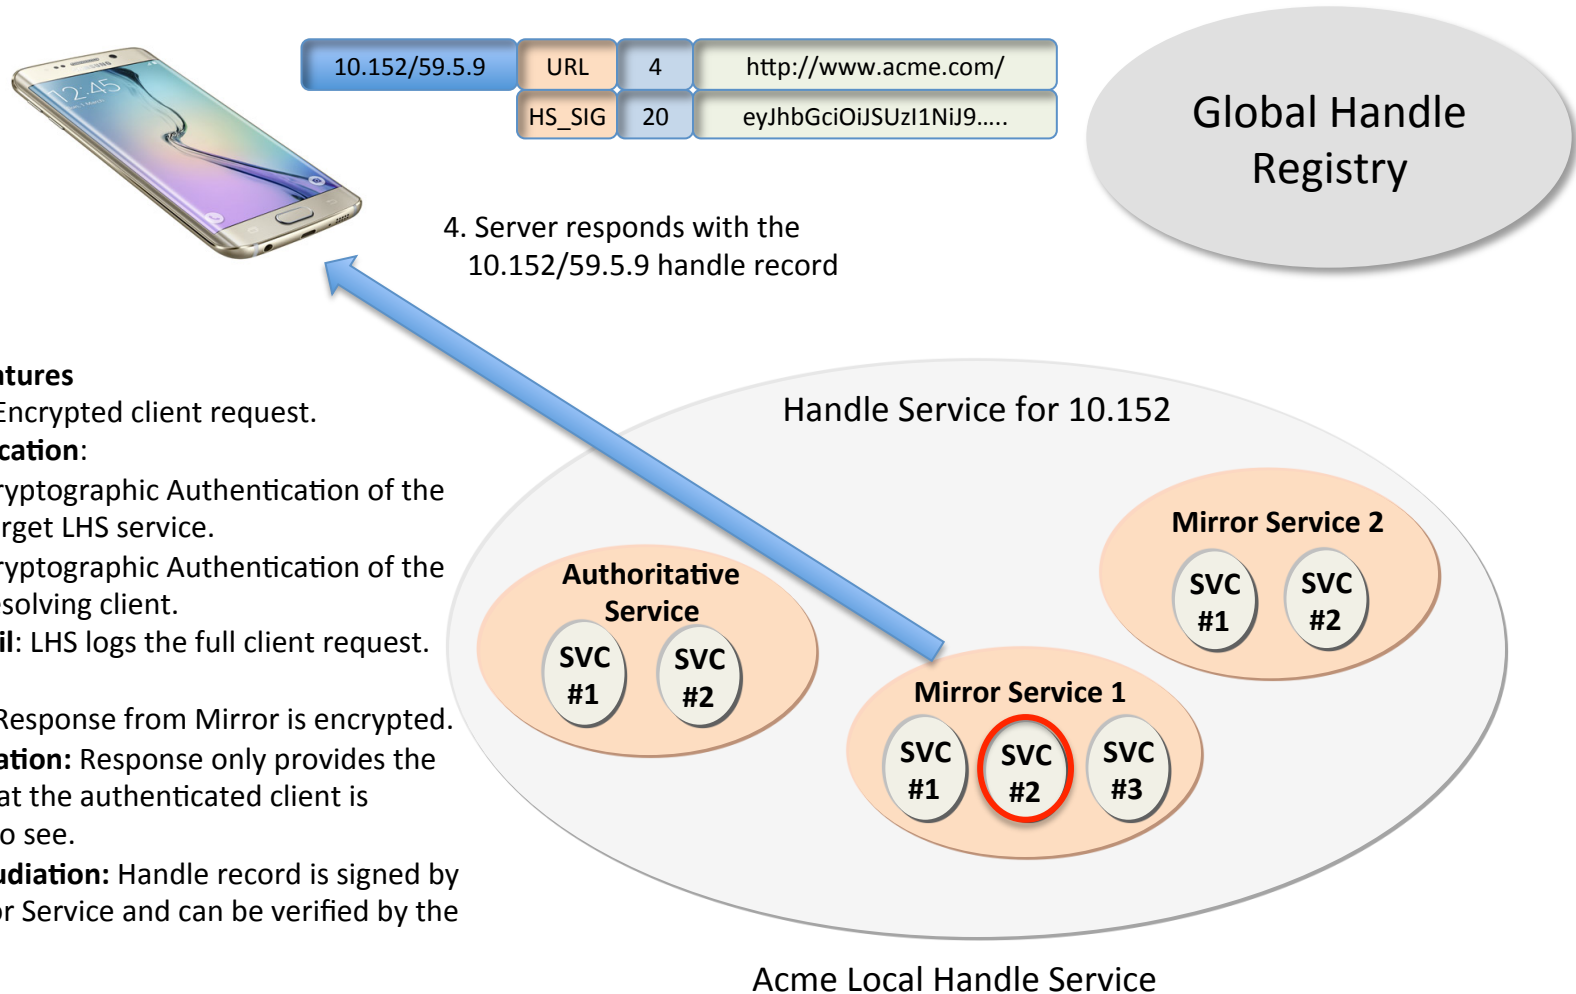 10.152/59.5.9 URL 4 http://www.acme.com/
HS_SIG 20 eyJhbGciOiJSUzI1NiJ9.....
Global Handle
Registry
12:45
4. Server responds with the
10.152/59.5.9 handle record
atures
Encrypted client request.
cation:
ryptographic Authentication of the
rget LHS service.
ryptographic Authentication of the
esolving client.
il: LHS logs the full client request.
Response from Mirror is encrypted.
ation: Response only provides the
at the authenticated client is
o see.
udiation: Handle record is signed by
or Service and can be verified by the
Handle Service for 10.152
Authoritative
Service
SVC
#1
SVC
#2
Mirror Service 1
SVC
#1
SVC
#2
SVC
#3
Mirror Service 2
SVC
#1
SVC
#2
Acme Local Handle Service